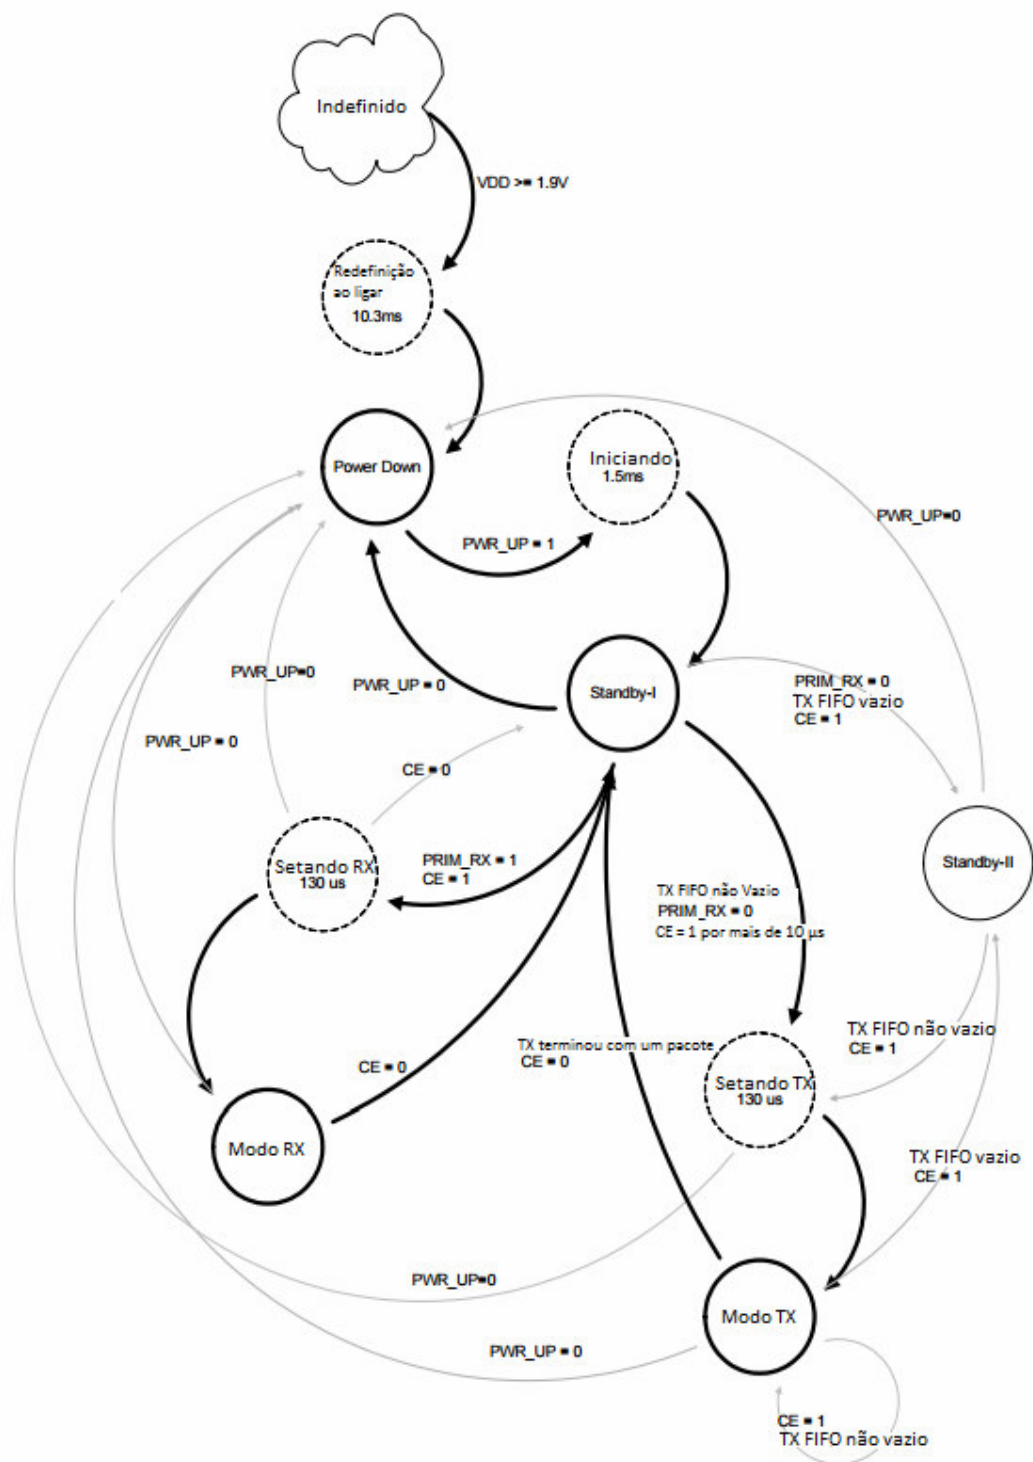 Indefinido
VDD >= 1.9V
Redefinição
ao ligar
10.3ms
Power Down
Iniciando
1.5ms
PWR_UP=0
PWR_UP = 1
PWR_UP=0
PWR_UP = 0
Standby-I
PRIM_RX = 0
TX FIFO vazio
CE = 1
PWR_UP = 0
CE = 0
Setando RX
130 us
PRIM_RX = 1
CE = 1
Standby-II
TX FIFO não Vazio
PRIM_RX = 0
CE = 1 por mais de 10 µs
TX FIFO não vazio
CE = 1
TX terminou com um pacote
CE = 0
CE = 0
Setando TX
130 us
Modo RX
TX FIFO vazio
CE = 1
PWR_UP=0
Modo TX
PWR_UP = 0
CE = 1
TX FIFO não vazio